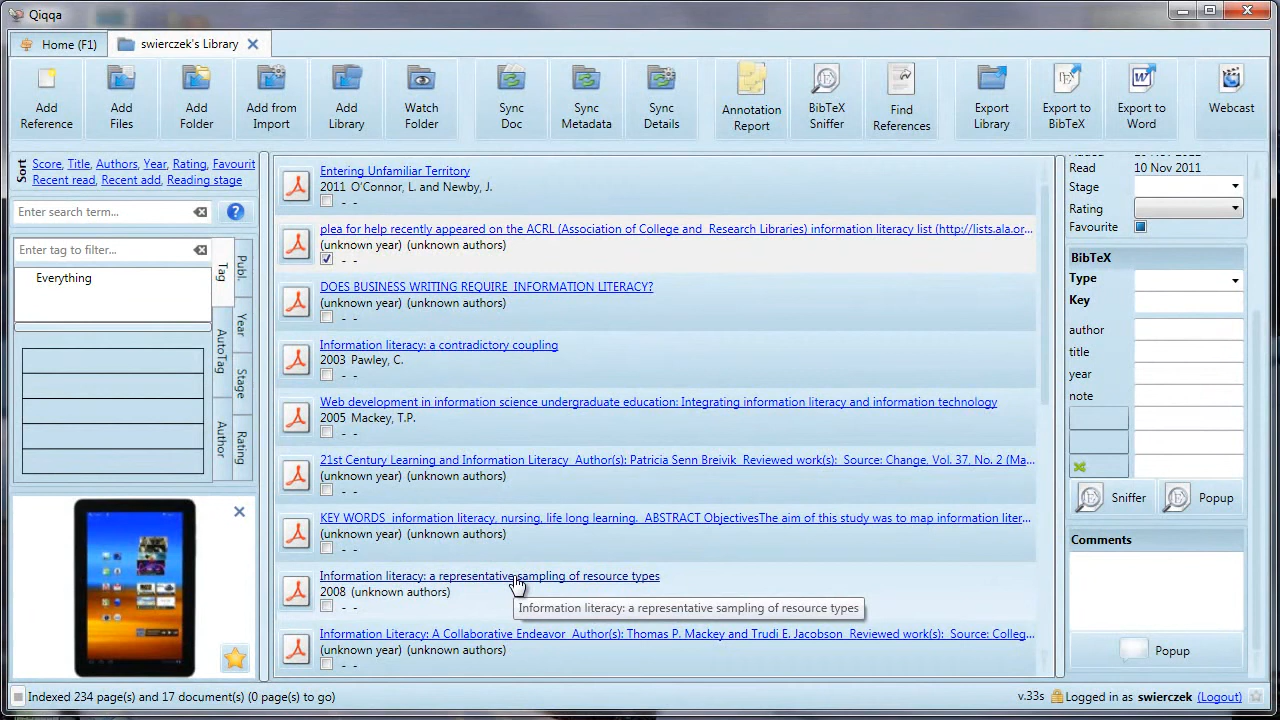 Qiqqa
Home (F1)
swierczek's Library
Add Reference
Add Files
Add Folder
Add from Import
Add Library
Watch Folder
Sync Doc
Sync Metadata
Sync Details
Annotation Report
BibTeX Sniffer
Find References
Export Library
Export to BibTeX
Export to Word
Webcast
Sort
Score, Title, Authors, Year, Rating, Favourit
Recent read, Recent add, Reading stage
Enter search term...
?
Enter tag to filter...
Everything
Tag
AutoTag
Author
Publ.
Year
Stage
Rating
Entering Unfamiliar Territory
2011 O'Connor, L. and Newby, J.
- -
plea for help recently appeared on the ACRL (Association of College and Research Libraries) information literacy list (http://lists.ala.or...
(unknown year) (unknown authors)
- -
DOES BUSINESS WRITING REQUIRE INFORMATION LITERACY?
(unknown year) (unknown authors)
- -
Information literacy: a contradictory coupling
2003 Pawley, C.
- -
Web development in information science undergraduate education: Integrating information literacy and information technology
2005 Mackey, T.P.
- -
21st Century Learning and Information Literacy Author(s): Patricia Senn Breivik Reviewed work(s): Source: Change, Vol. 37, No. 2 (Ma...
(unknown year) (unknown authors)
- -
KEY WORDS information literacy, nursing, life long learning. ABSTRACT ObjectivesThe aim of this study was to map information liter...
(unknown year) (unknown authors)
- -
Information literacy: a representative sampling of resource types
2008 (unknown authors)
- -
Information literacy: a representative sampling of resource types
Information Literacy: A Collaborative Endeavor Author(s): Thomas P. Mackey and Trudi E. Jacobson Reviewed work(s): Source: Colleg...
(unknown year) (unknown authors)
- -
Read 10 Nov 2011
Stage
Rating
Favourite
BibTeX
Type
Key
author
title
year
note
Sniffer
Popup
Comments
Popup
Indexed 234 page(s) and 17 document(s) (0 page(s) to go)
v.33s
Logged in as swierczek (Logout)